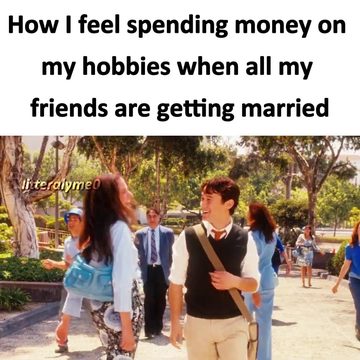 How I feel spending money on
my hobbies when all my
friends are getting married
literalyme0